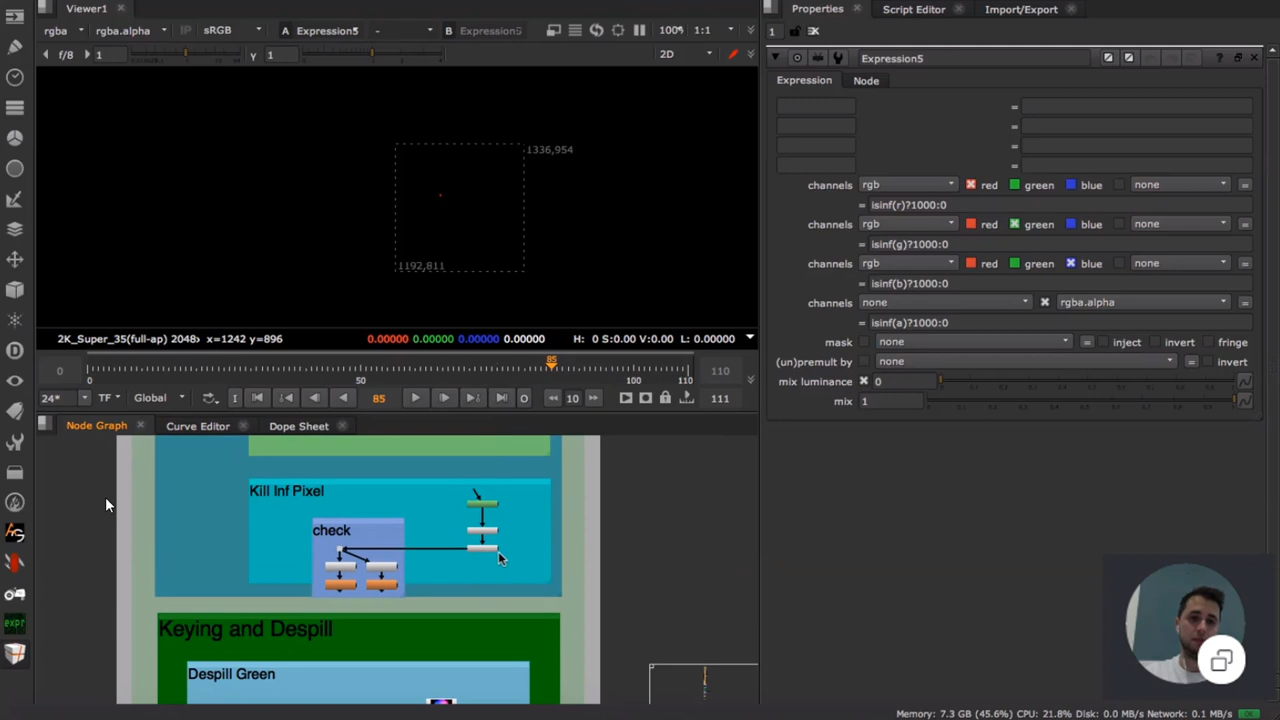 Viewer1
Properties
Script Editor
Import/Export
rgba
rgba.alpha
IP
sRGB
A Expression5
-
B Expression5
100%
1:1
1
f/8
1
γ
1
2D
Expression5
?
Expression
Node
=
=
=
=
channels rgb red green blue none =
= isinf(r)?1000:0
channels rgb red green blue none =
= isinf(g)?1000:0
channels rgb red green blue none =
= isinf(b)?1000:0
channels none rgba.alpha =
= isinf(a)?1000:0
mask none = inject invert fringe
(un)premult by none = invert
mix luminance 0
mix 1
1336,954
1192,811
2K_Super_35(full-ap) 2048x
x=1242 y=896
0.00000 0.00000 0.00000 0.00000
H: 0 S:0.00 V:0.00 L: 0.00000
0
85
110
0
50
100
110
24*
TF
Global
I
85
O
10
111
Node Graph
Curve Editor
Dope Sheet
Kill Inf Pixel
check
Keying and Despill
Despill Green
expr
Memory: 7.3 GB (45.6%) CPU: 21.8% Disk: 0.0 MB/s Network: 0.1 MB/s